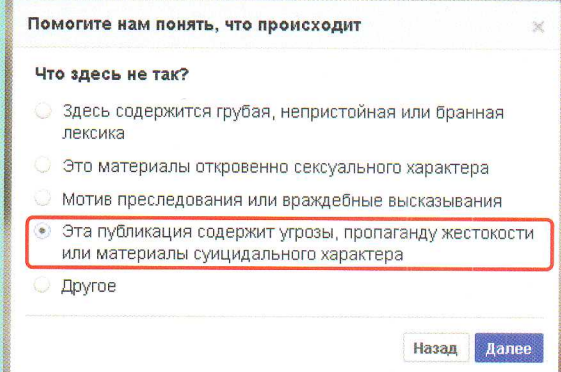 Помогите нам понять, что происходит
Что здесь не так?
Здесь содержится грубая, непристойная или бранная
лексика
Это материалы откровенно сексуального характера
Мотив преследования или враждебные высказывания
Эта публикация содержит угрозы, пропаганду жестокости
или материалы суицидального характера
Другое
Назад Далее